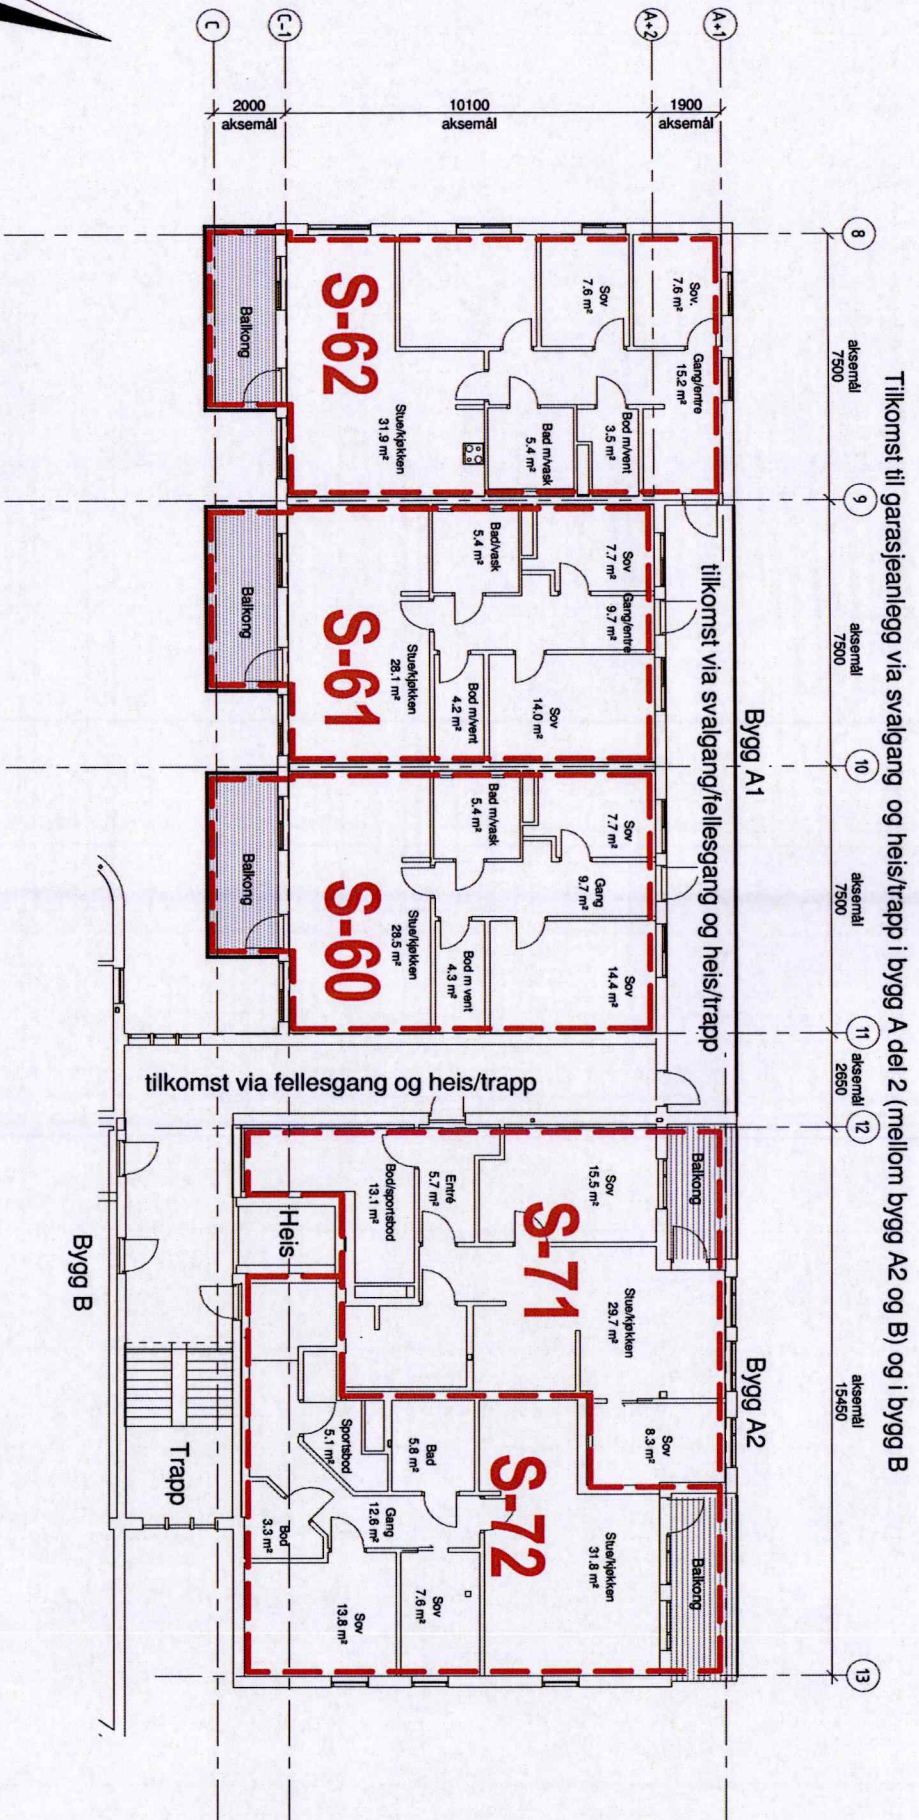 Tilkomst til garasjeanlegg via svalgang og heis/trapp i bygg A del 2 (mellom bygg A2 og B) og i bygg B
8
aksemål
7500
9
aksemål
7500
10
aksemål
7500
11
aksemål
2650
12
aksemål
15450
13
A+1
1900
aksemål
A+2
10100
aksemål
C-1
2000
aksemål
C
Bygg A1
Bygg A2
tilkomst via svalgang/fellesgang og heis/trapp
Sov.
7.6 m²
Gang/entre
15.2 m²
Sov
7.6 m²
Bod m/vent
3.5 m²
Bad m/vask
5.4 m²
Stue/kjøkken
31.9 m²
S-62
Balkong
Sov
7.7 m²
Gang/entre
9.7 m²
Sov
14.0 m²
Bad/vask
5.4 m²
Bod m/vent
4.2 m²
Stue/kjøkken
28.1 m²
S-61
Balkong
Sov
7.7 m²
Gang
9.7 m²
Sov
14.4 m²
Bad m/vask
5.4 m²
Bod m vent
4.3 m²
Stue/kjøkken
28.5 m²
S-60
Balkong
tilkomst via fellesgang og heis/trapp
Balkong
Sov
15.5 m²
Stue/kjøkken
29.7 m²
Sov
8.3 m²
S-71
Entré
5.7 m²
Bod/sportsbod
13.1 m²
Heis
Balkong
Stue/kjøkken
31.8 m²
S-72
Bad
5.8 m²
Sov
7.6 m²
Gang
12.6 m²
Sportsbod
5.1 m²
Sov
13.8 m²
Bod
3.3 m²
Trapp
Bygg B